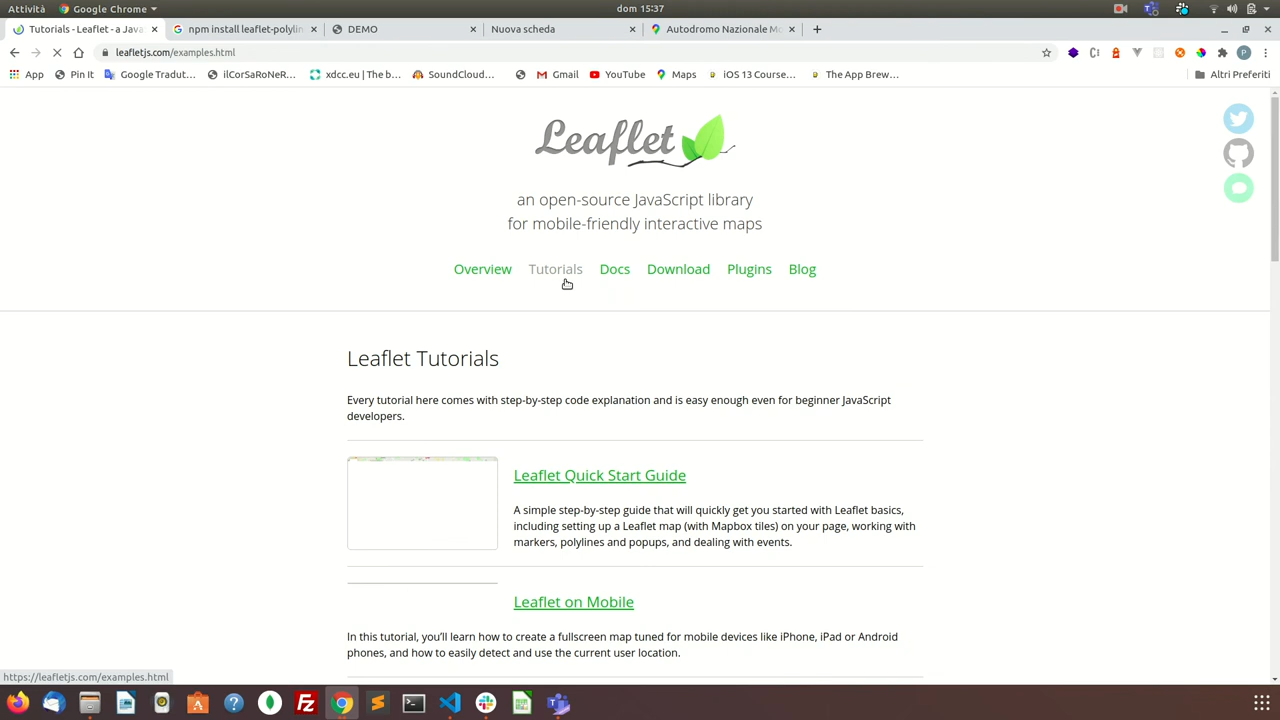 Attività
Google Chrome
dom 15:37
Tutorials - Leaflet - a Java
npm install leaflet-polylin
DEMO
Nuova scheda
Autodromo Nazionale Mo
leafletjs.com/examples.html
App
Pin It
Google Tradut...
ilCorSaRoNeR...
xdcc.eu | The b...
SoundCloud...
Gmail
YouTube
Maps
iOS 13 Course...
The App Brew...
Altri Preferiti
Leaflet
an open-source JavaScript library
for mobile-friendly interactive maps
Overview
Tutorials
Docs
Download
Plugins
Blog
Leaflet Tutorials
Every tutorial here comes with step-by-step code explanation and is easy enough even for beginner JavaScript
developers.
Leaflet Quick Start Guide
A simple step-by-step guide that will quickly get you started with Leaflet basics,
including setting up a Leaflet map (with Mapbox tiles) on your page, working with
markers, polylines and popups, and dealing with events.
Leaflet on Mobile
In this tutorial, you'll learn how to create a fullscreen map tuned for mobile devices like iPhone, iPad or Android
phones, and how to easily detect and use the current user location.
https://leafletjs.com/examples.html